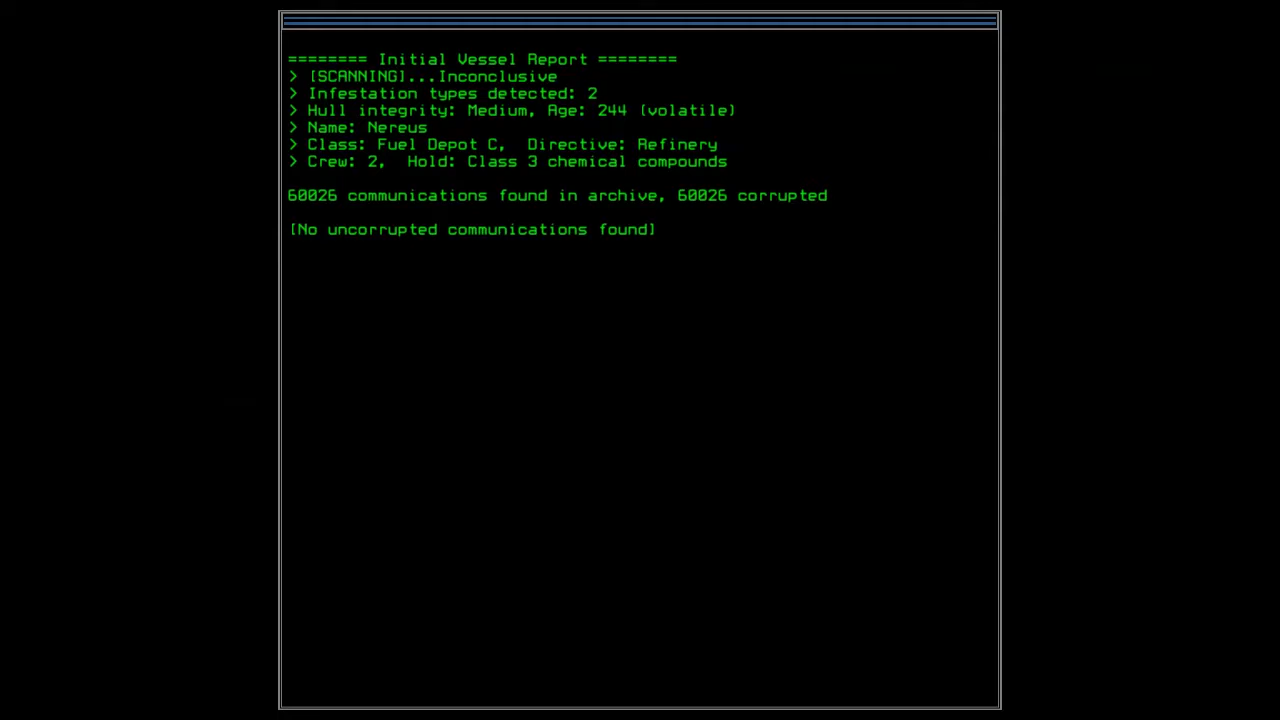 ======== Initial Vessel Report ========
> [SCANNING]...Inconclusive
> Infestation types detected: 2
> Hull integrity: Medium, Age: 244 (volatile)
> Name: Nereus
> Class: Fuel Depot C,  Directive: Refinery
> Crew: 2,  Hold: Class 3 chemical compounds
60026 communications found in archive, 60026 corrupted
[No uncorrupted communications found]